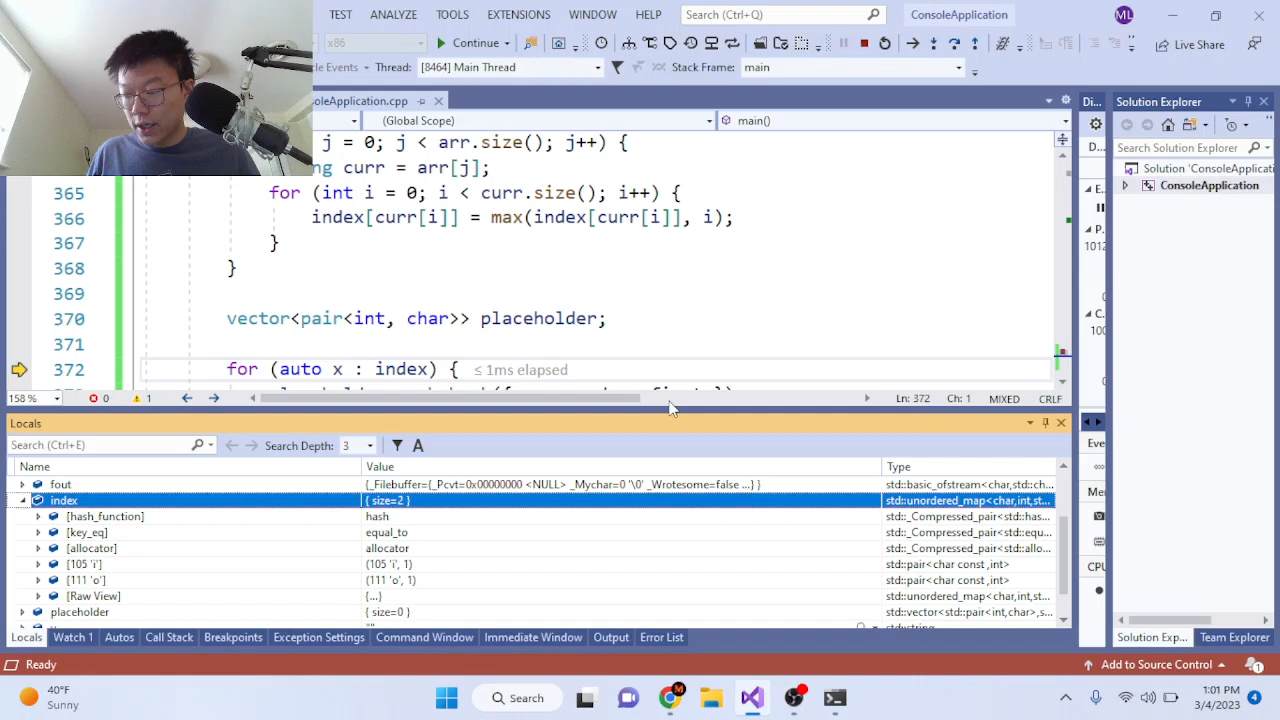 TEST ANALYZE TOOLS EXTENSIONS WINDOW HELP Search (Ctrl+Q) ConsoleApplication ML
x86 Continue Live Share
Events Thread: [8464] Main Thread Stack Frame: main
soleApplication.cpp Di... Solution Explorer
(Global Scope) main()
j = 0; j < arr.size(); j++) {
ng curr = arr[j];
365 for (int i = 0; i < curr.size(); i++) {
366 index[curr[i]] = max(index[curr[i]], i);
367 }
368 }
369
370 vector<pair<int, char>> placeholder;
371
372 for (auto x : index) { ≤ 1ms elapsed
158 % 0 1 Ln: 372 Ch: 1 MIXED CRLF
D... Search Solution Explorer
Solution 'ConsoleApplication'
E... ConsoleApplication
P...
1012
C...
100
Locals
Search (Ctrl+E) Search Depth: 3 A
Eve
Name Value Type
fout {_Filebuffer={_Pcvt=0x00000000 <NULL> _Mychar=0 '\0' _Wrotesome=false ...} } std::basic_ofstream<char,std::ch...
index { size=2 } std::unordered_map<char,int,st...
[hash_function] hash std::_Compressed_pair<std::has...
[key_eq] equal_to std::_Compressed_pair<std::equ...
[allocator] allocator std::_Compressed_pair<std::allo...
[105 'i'] (105 'i', 1) std::pair<char const ,int>
[111 'o'] (111 'o', 1) std::pair<char const ,int>
[Raw View] {...} std::unordered_map<char,int,st...
placeholder { size=0 } std::vector<std::pair<int,char>,s...
Mer
CPU
Locals Watch 1 Autos Call Stack Breakpoints Exception Settings Command Window Immediate Window Output Error List
Solution Exp... Team Explorer
Ready Add to Source Control 1
40°F
Sunny
Search
1:01 PM
3/4/2023 4